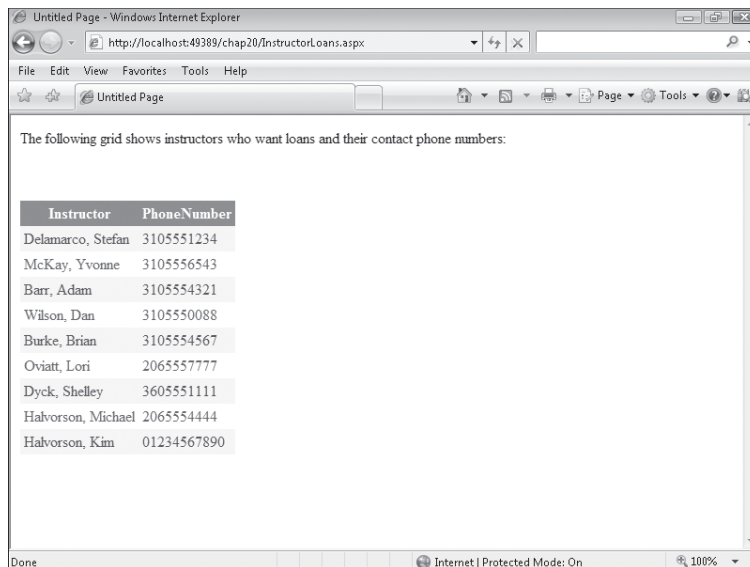 Untitled Page - Windows Internet Explorer
http://localhost:49389/chap20/InstructorLoans.aspx
File Edit View Favorites Tools Help
Untitled Page
Page Tools
The following grid shows instructors who want loans and their contact phone numbers:
Instructor PhoneNumber
Delamarco, Stefan 3105551234
McKay, Yvonne 3105556543
Barr, Adam 3105554321
Wilson, Dan 3105550088
Burke, Brian 3105554567
Oviatt, Lori 2065557777
Dyck, Shelley 3605551111
Halvorson, Michael 2065554444
Halvorson, Kim 01234567890
Done Internet | Protected Mode: On 100%